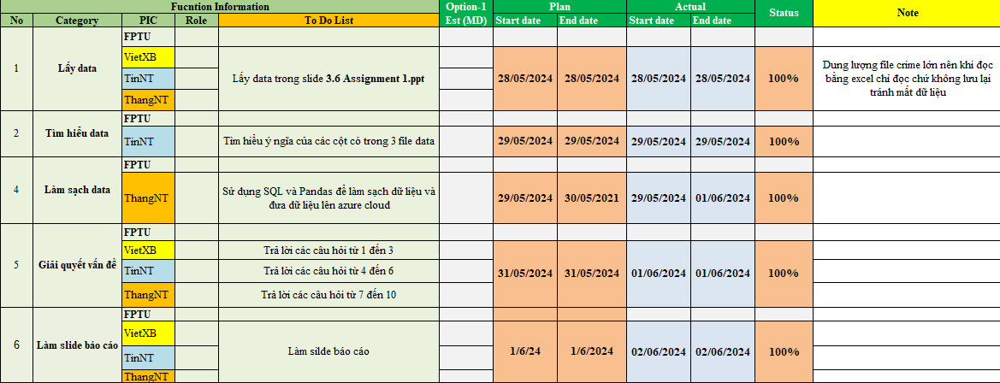 Fucntion Information
Option-1
Plan
Actual
Status
Note
No
Category
PIC
Role
To Do List
Est (MD)
Start date
End date
Start date
End date
FPTU
1
Lấy data
VietXB
TinNT
ThangNT
Lấy data trong slide 3.6 Assignment 1.ppt
28/05/2024
28/05/2024
28/05/2024
28/05/2024
100%
Dung lượng file crime lớn nên khi đọc
bằng excel chỉ đọc chứ không lưu lại
tránh mất dữ liệu
FPTU
2
Tìm hiểu data
TinNT
Tìm hiểu ý ngĩa của các cột có trong 3 file data
29/05/2024
29/05/2024
29/05/2024
29/05/2024
100%
FPTU
4
Làm sạch data
ThangNT
Sử dụng SQL và Pandas để làm sạch dữ liệu và
đưa dữ liệu lên azure cloud
29/05/2024
30/05/2021
29/05/2024
01/06/2024
100%
FPTU
5
Giải quyết vấn đề
VietXB
Trả lời các câu hỏi từ 1 đến 3
TinNT
Trả lời các câu hỏi từ 4 đến 6
ThangNT
Trả lời các câu hỏi từ 7 đến 10
31/05/2024
31/05/2024
01/06/2024
01/06/2024
100%
FPTU
6
Làm slide báo cáo
VietXB
TinNT
ThangNT
Làm silde báo cáo
1/6/24
1/6/2024
02/06/2024
02/06/2024
100%